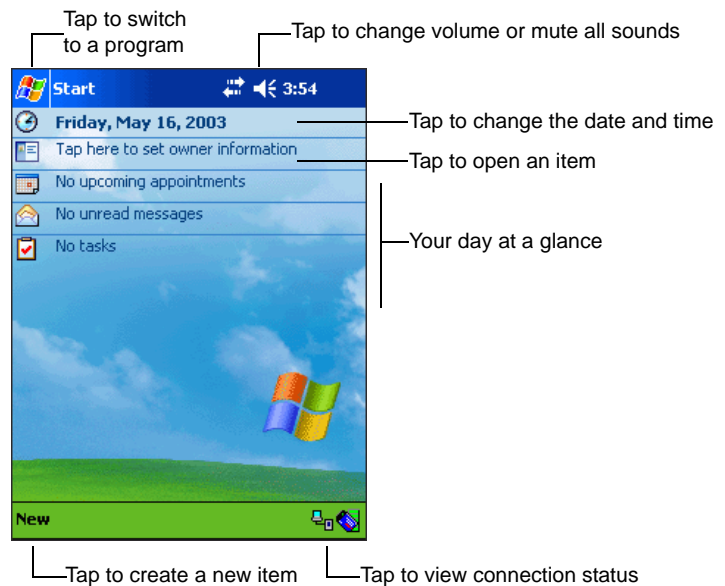 Tap to switch
to a program
Tap to change volume or mute all sounds
Start 3:54
Friday, May 16, 2003
Tap to change the date and time
Tap here to set owner information
Tap to open an item
No upcoming appointments
No unread messages
Your day at a glance
No tasks
New
Tap to create a new item
Tap to view connection status